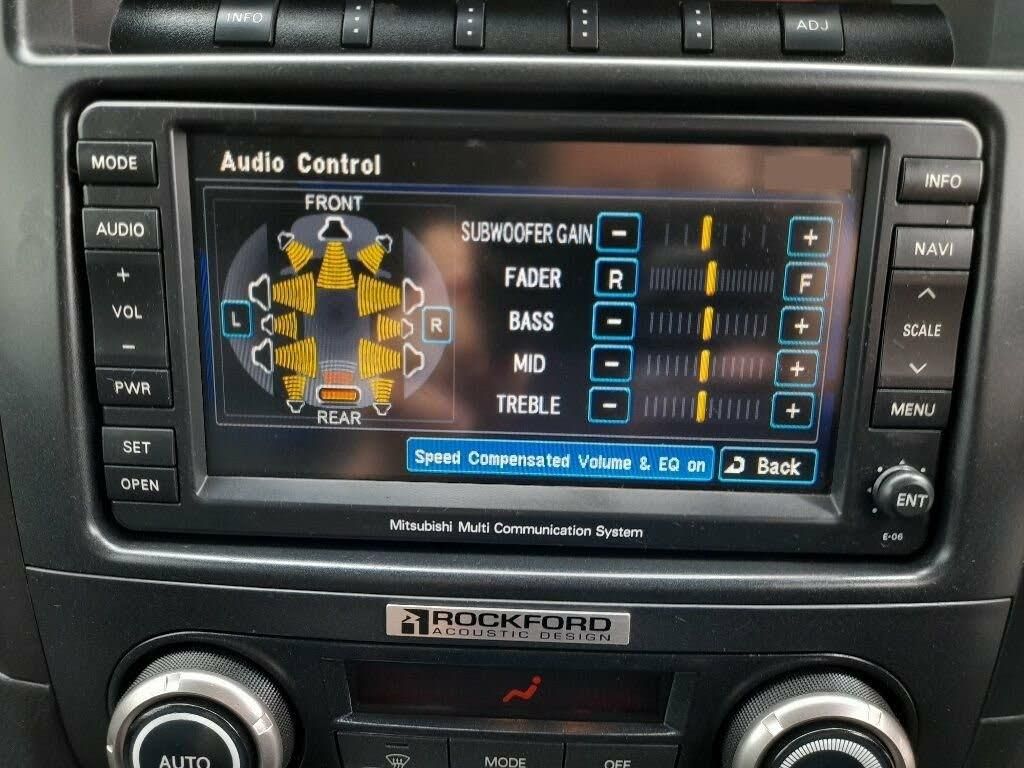 INFO
ADJ
MODE
Audio Control
INFO
FRONT
SUBWOOFER GAIN - +
AUDIO
NAVI
FADER R F
+
VOL
-
L
R
BASS - +
SCALE
MID - +
PWR
REAR
TREBLE - +
MENU
SET
Speed Compensated Volume & EQ on
Back
OPEN
ENT
Mitsubishi Multi Communication System
E-06
ROCKFORD
ACOUSTIC DESIGN
AUTO
MODE
OFF